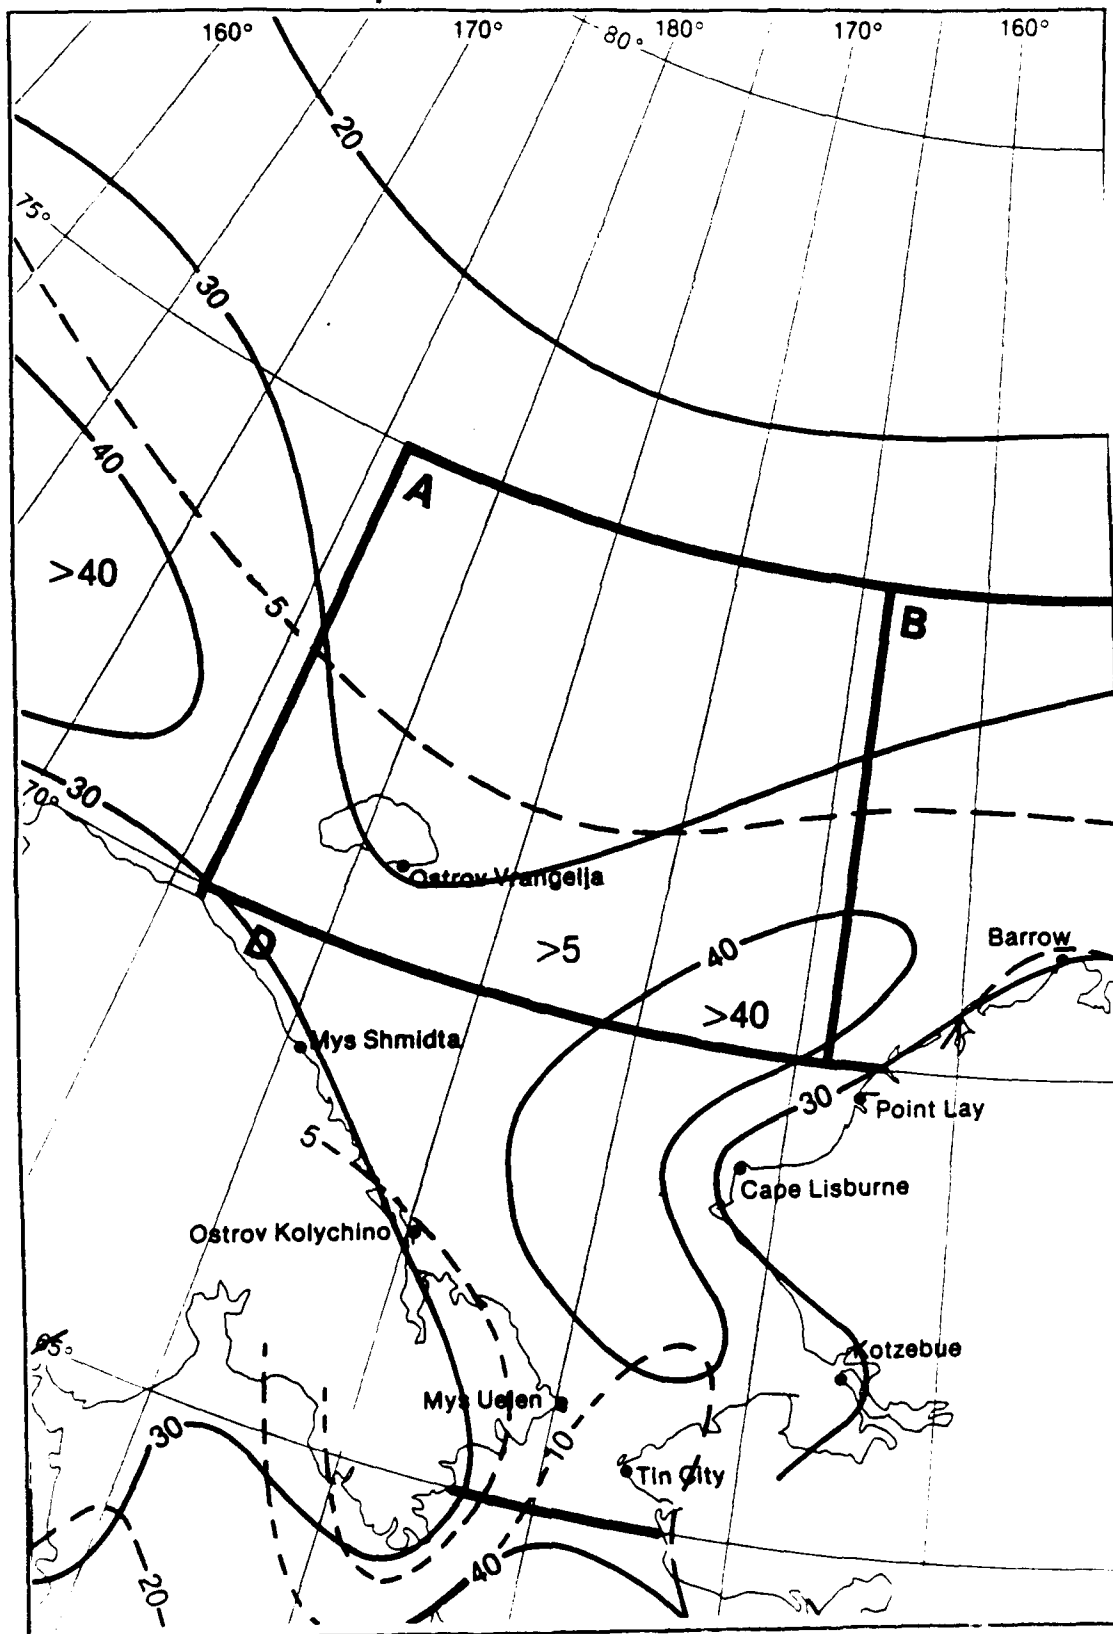 160° 170° -80° 180° 170° 160°
20
75°
30
40
A
>40
5
B
70° 30
Ostrov Vrangelja
D
>5
40
Barrow
>40
Mys Shmidta
30
Point Lay
5
Cape Lisburne
Ostrov Kolychino
65°
Kotzebue
Mys Uelen
30
10
Tin City
40
20